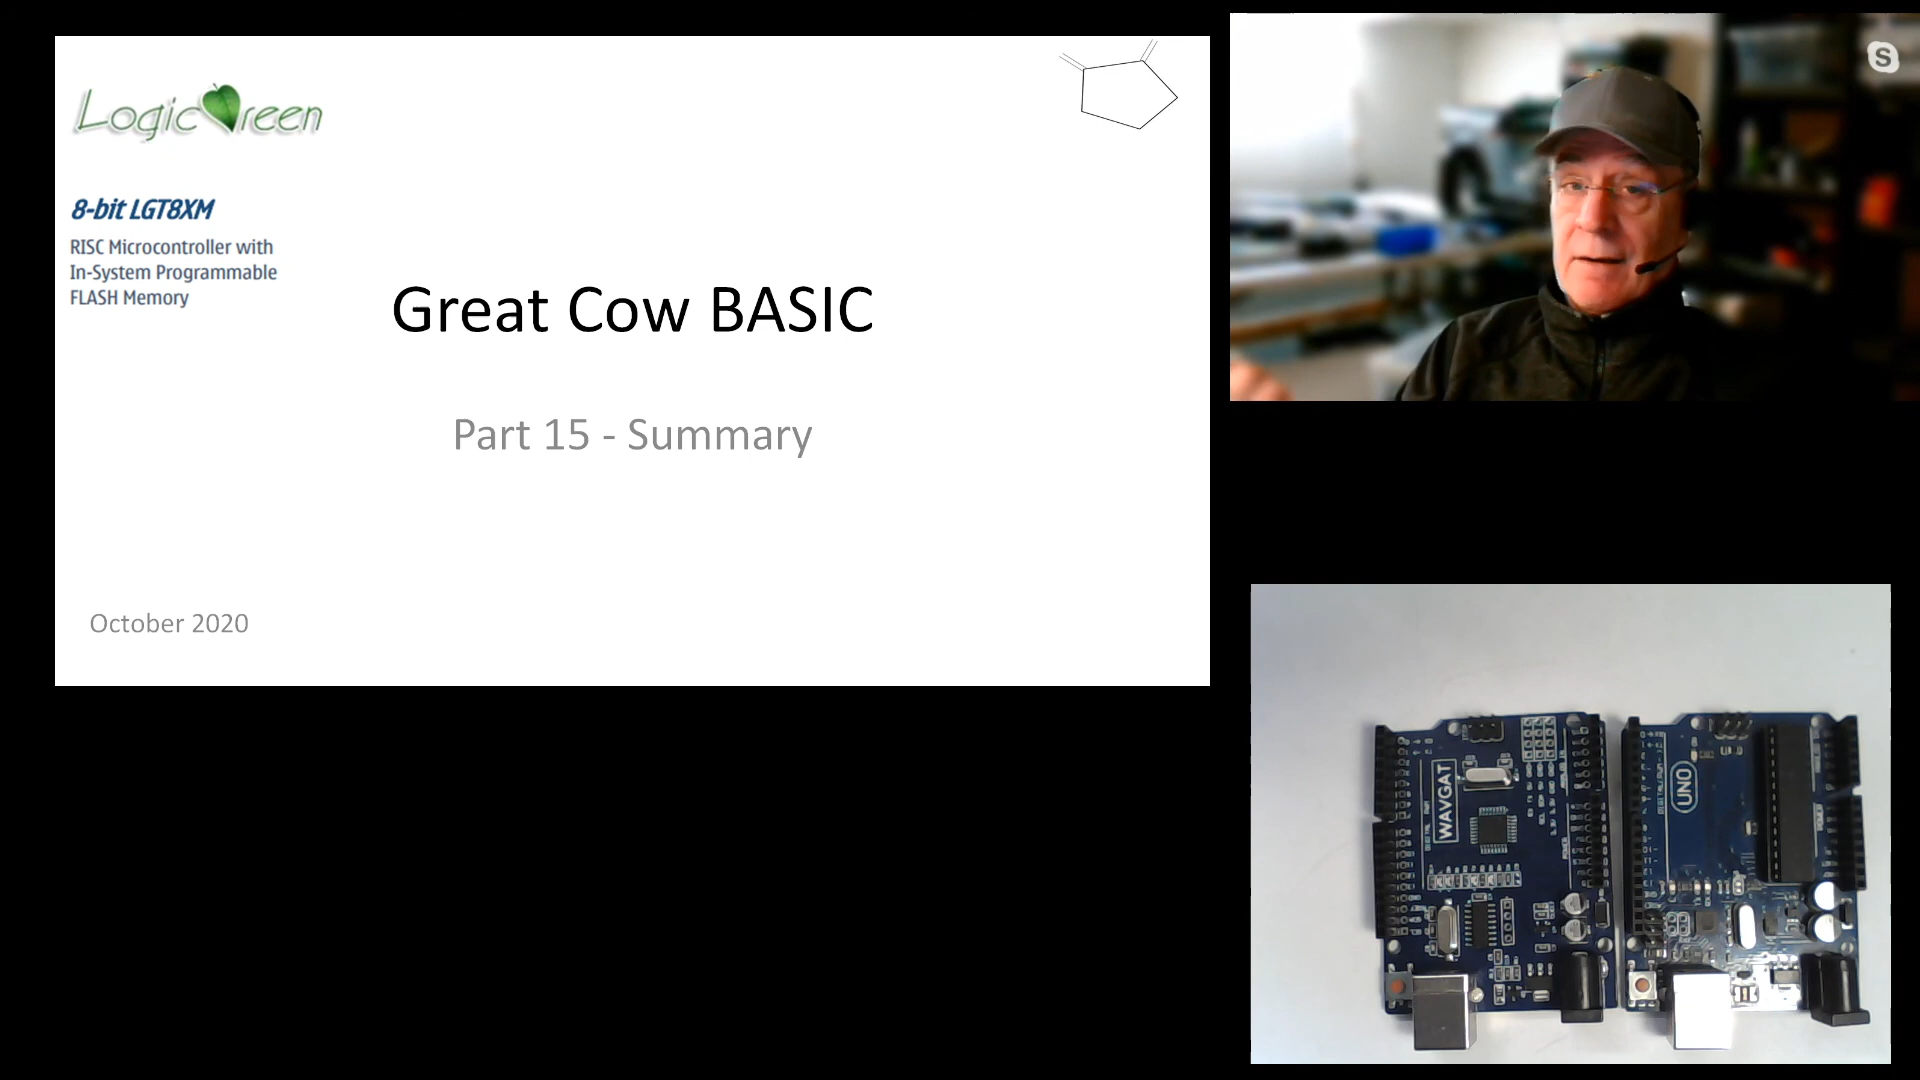 LogicGreen
8-bit LGT8XM
RISC Microcontroller with
In-System Programmable
FLASH Memory
Great Cow BASIC
Part 15 - Summary
October 2020
S
WAVGAT
UNO